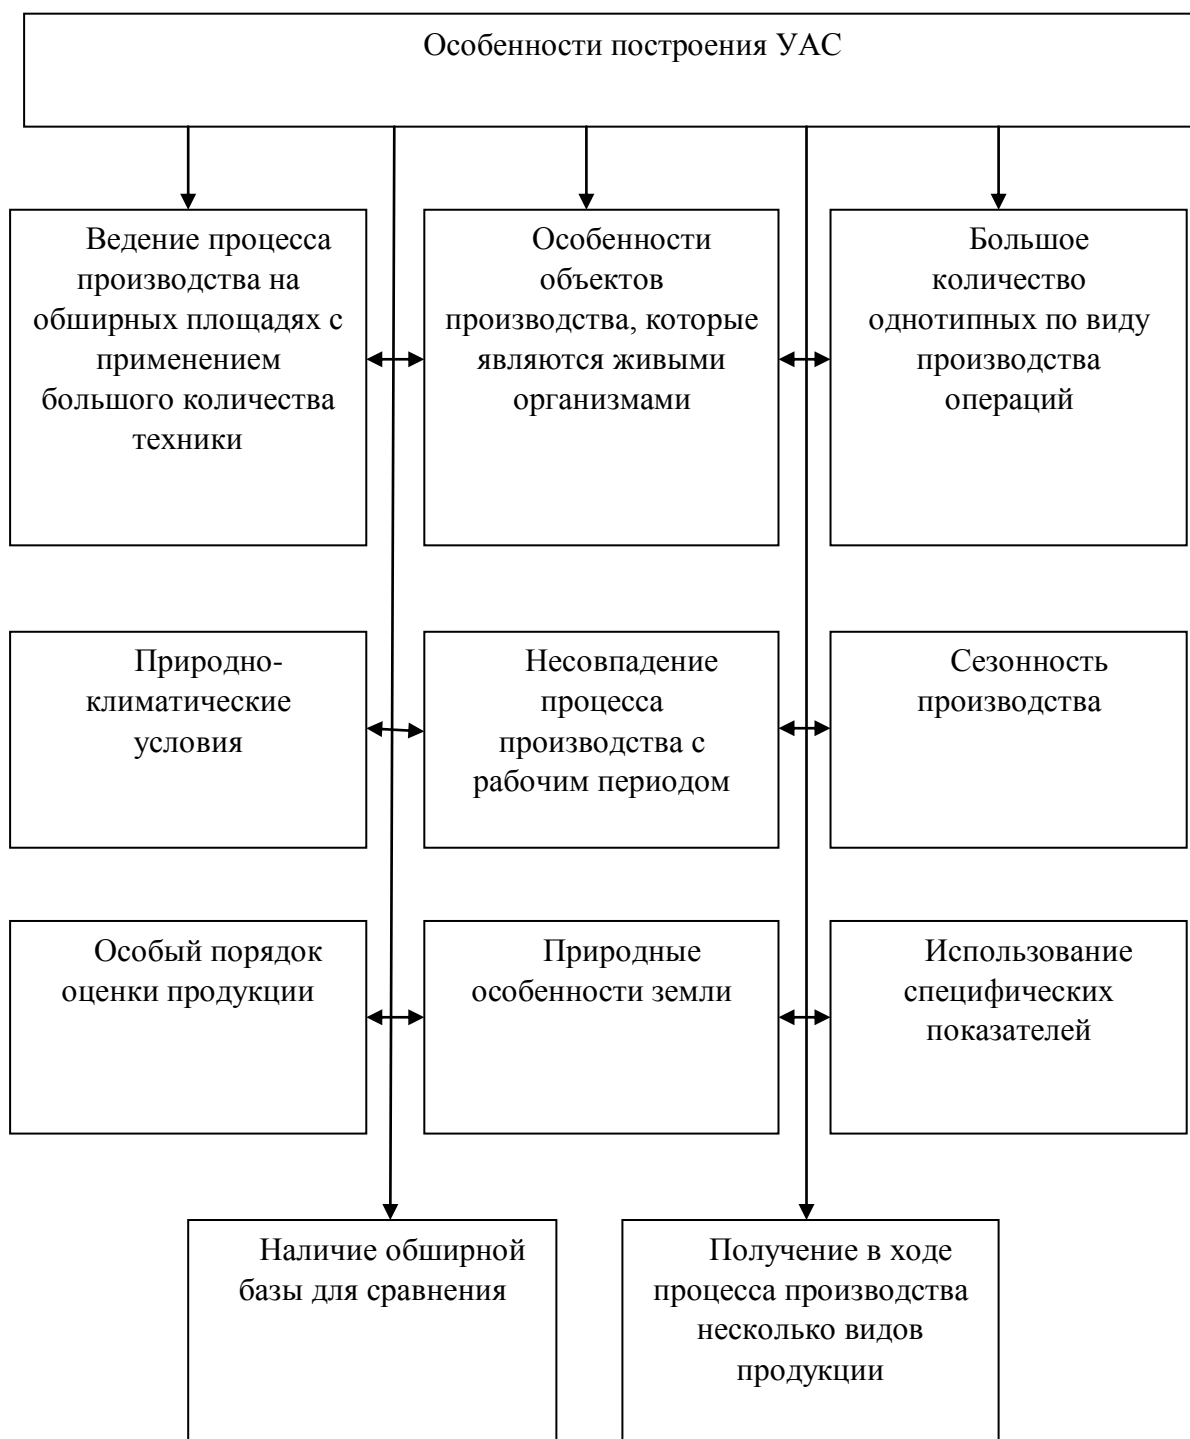 Особенности построения УАС
Ведение процесса
производства на
обширных площадях с
применением
большого количества
техники
Особенности
объектов
производства, которые
являются живыми
организмами
Большое
количество
однотипных по виду
производства
операций
Природно-
климатические
условия
Несовпадение
процесса
производства с
рабочим периодом
Сезонность
производства
Особый порядок
оценки продукции
Природные
особенности земли
Использование
специфических
показателей
Наличие обширной
базы для сравнения
Получение в ходе
процесса производства
несколько видов
продукции